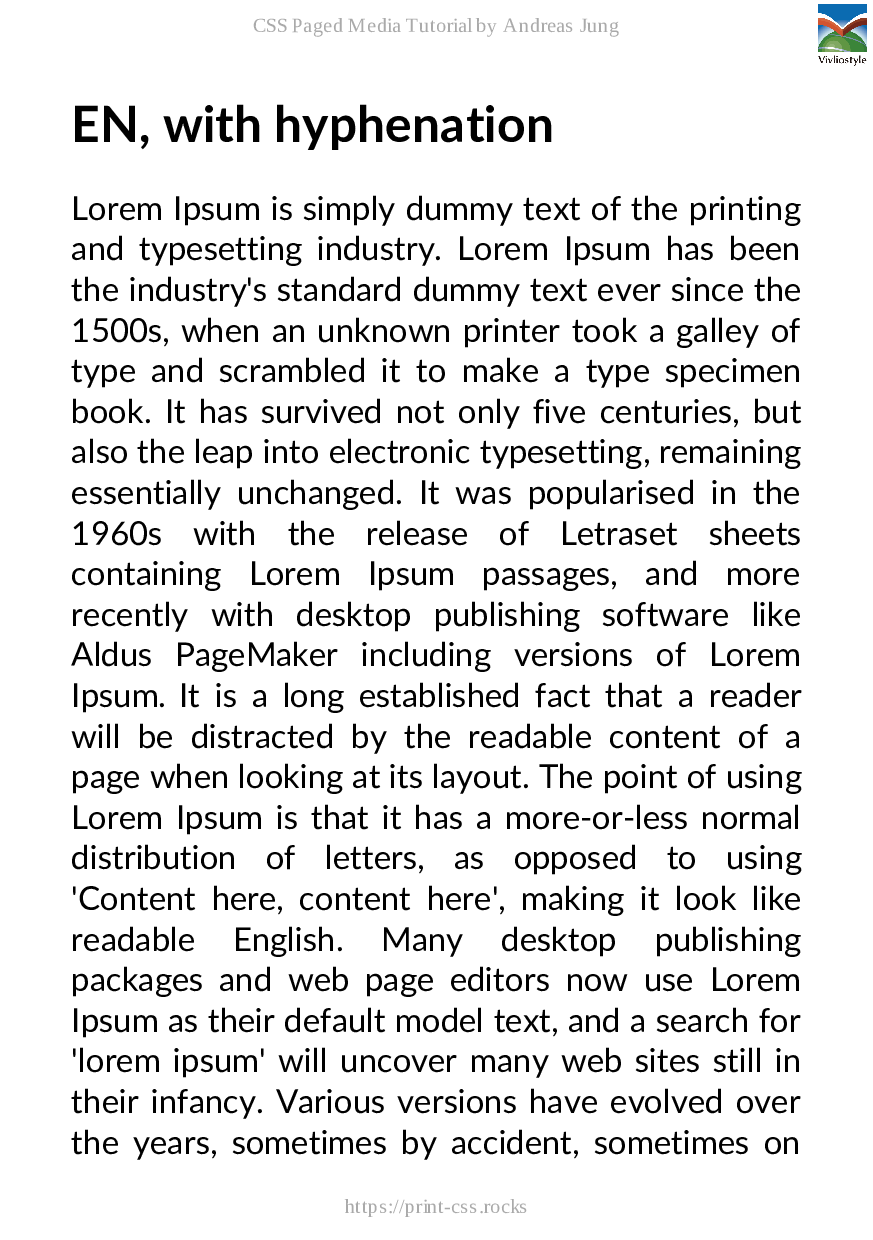 CSS Paged Media Tutorial by Andreas Jung
Vivliostyle
EN, with hyphenation
Lorem Ipsum is simply dummy text of the printing
and typesetting industry. Lorem Ipsum has been
the industry's standard dummy text ever since the
1500s, when an unknown printer took a galley of
type and scrambled it to make a type specimen
book. It has survived not only five centuries, but
also the leap into electronic typesetting, remaining
essentially unchanged. It was popularised in the
1960s with the release of Letraset sheets
containing Lorem Ipsum passages, and more
recently with desktop publishing software like
Aldus PageMaker including versions of Lorem
Ipsum. It is a long established fact that a reader
will be distracted by the readable content of a
page when looking at its layout. The point of using
Lorem Ipsum is that it has a more-or-less normal
distribution of letters, as opposed to using
'Content here, content here', making it look like
readable English. Many desktop publishing
packages and web page editors now use Lorem
Ipsum as their default model text, and a search for
'lorem ipsum' will uncover many web sites still in
their infancy. Various versions have evolved over
the years, sometimes by accident, sometimes on
https://print-css.rocks